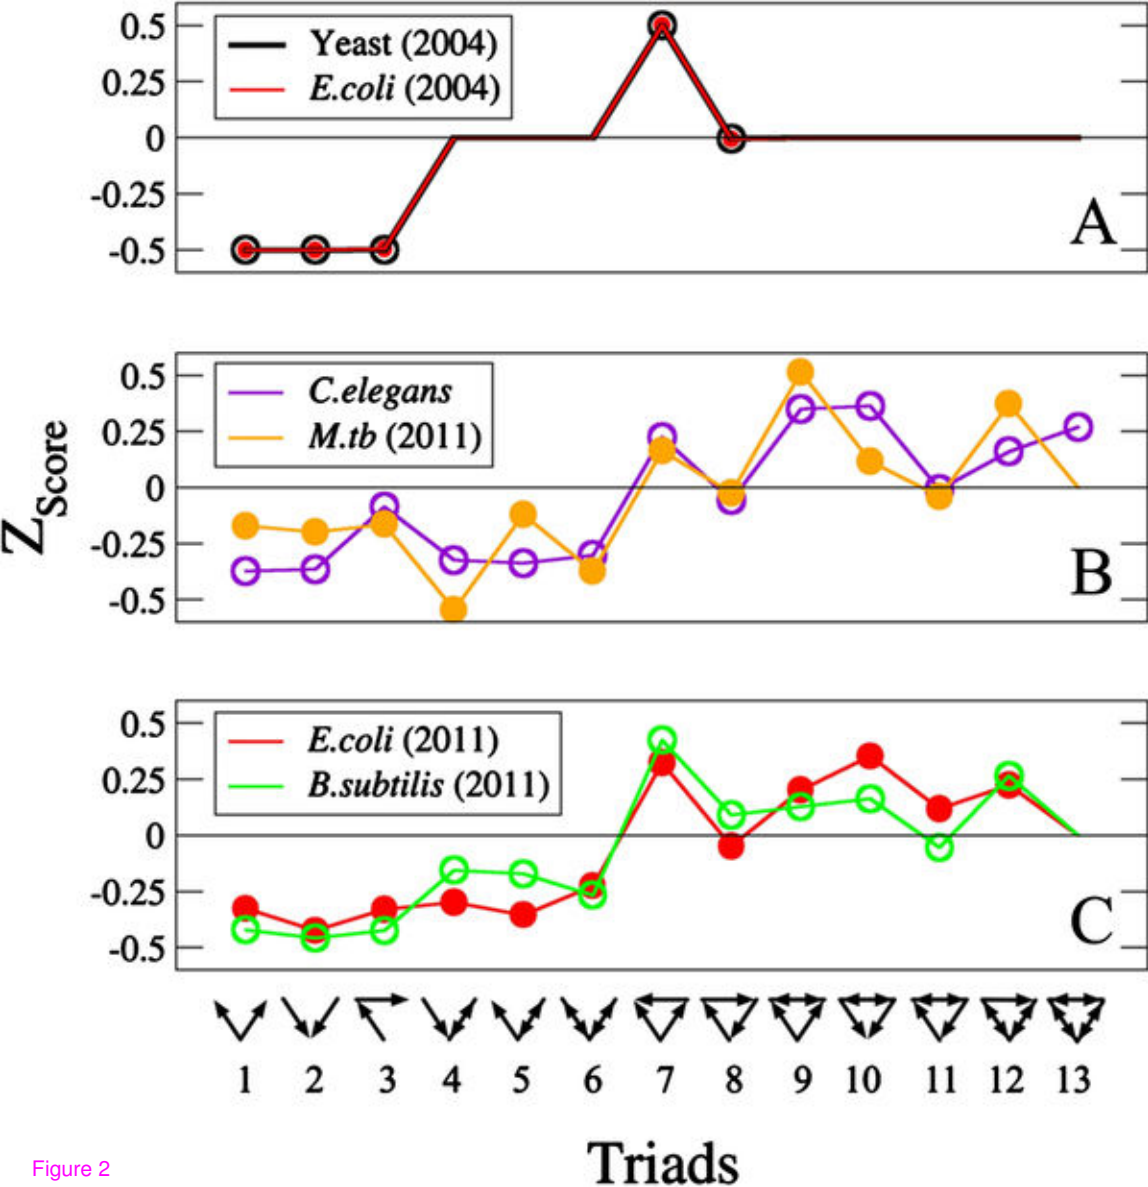 0.5
0.25
0
-0.25
-0.5
Yeast (2004)
E.coli (2004)
A
0.5
0.25
0
-0.25
-0.5
C.elegans
M.tb (2011)
B
ZScore
0.5
0.25
0
-0.25
-0.5
E.coli (2011)
B.subtilis (2011)
C
1 2 3 4 5 6 7 8 9 10 11 12 13
Triads
Figure 2